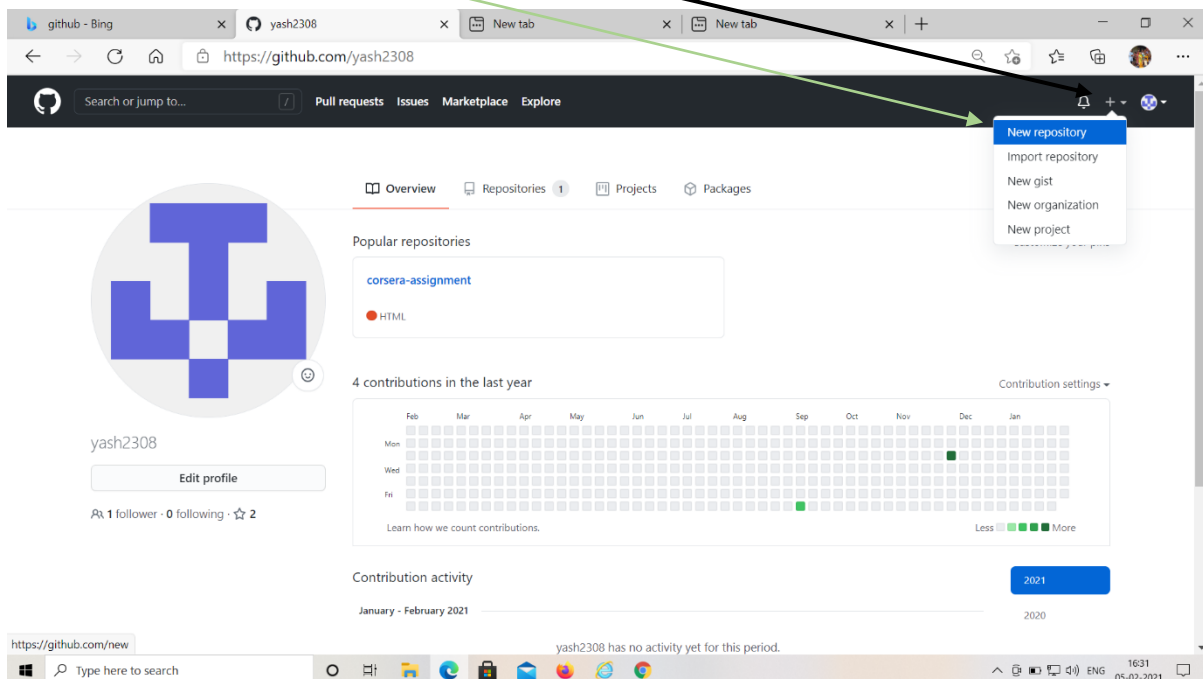 github - Bing
yash2308
New tab
New tab
https://github.com/yash2308
Search or jump to...
/
Pull requests Issues Marketplace Explore
New repository
Import repository
New gist
New organization
New project
Overview
Repositories 1
Projects
Packages
Popular repositories
corsera-assignment
HTML
4 contributions in the last year
Contribution settings
Feb Mar Apr May Jun Jul Aug Sep Oct Nov Dec Jan
Mon
Wed
Fri
Learn how we count contributions.
Less More
yash2308
Edit profile
1 follower · 0 following · 2
Contribution activity
2021
2020
January - February 2021
yash2308 has no activity yet for this period.
https://github.com/new
Type here to search
ENG
16:31
05-02-2021